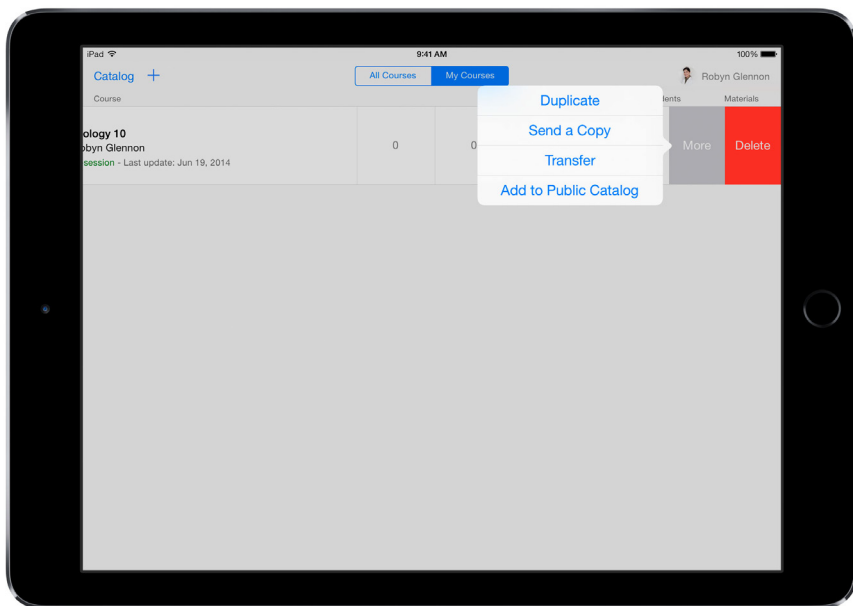 iPad 9:41 AM 100%
Catalog + All Courses My Courses Robyn Glennon
Course lents Materials
Duplicate
Send a Copy
Transfer
Add to Public Catalog
ology 10
obyn Glennon
session - Last update: Jun 19, 2014
0 0 More Delete